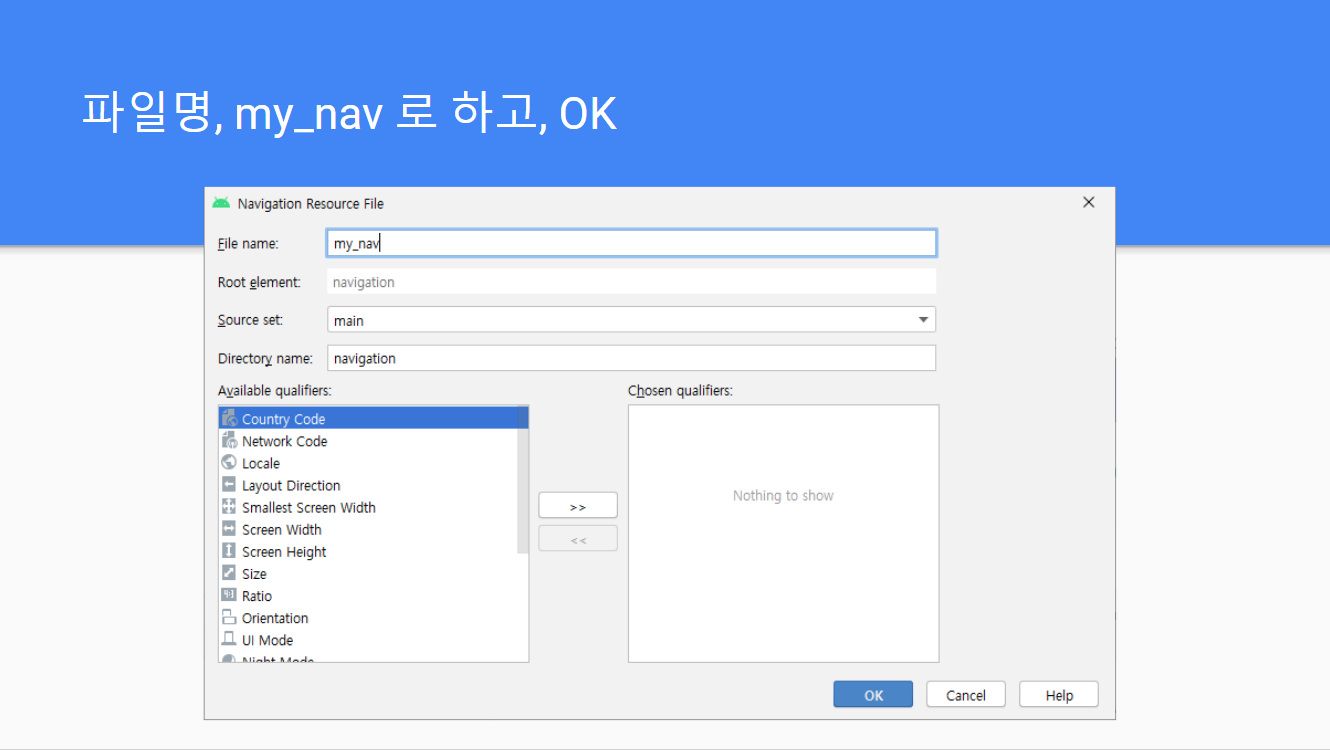 파일명, my_nav 로 하고, OK
Navigation Resource File
File name: my_nav
Root element: navigation
Source set: main
Directory name: navigation
Available qualifiers:
Chosen qualifiers:
Country Code
Network Code
Locale
Layout Direction
Smallest Screen Width
Screen Width
Screen Height
Size
Ratio
Orientation
UI Mode
Night Mode
>>
<<
Nothing to show
OK
Cancel
Help